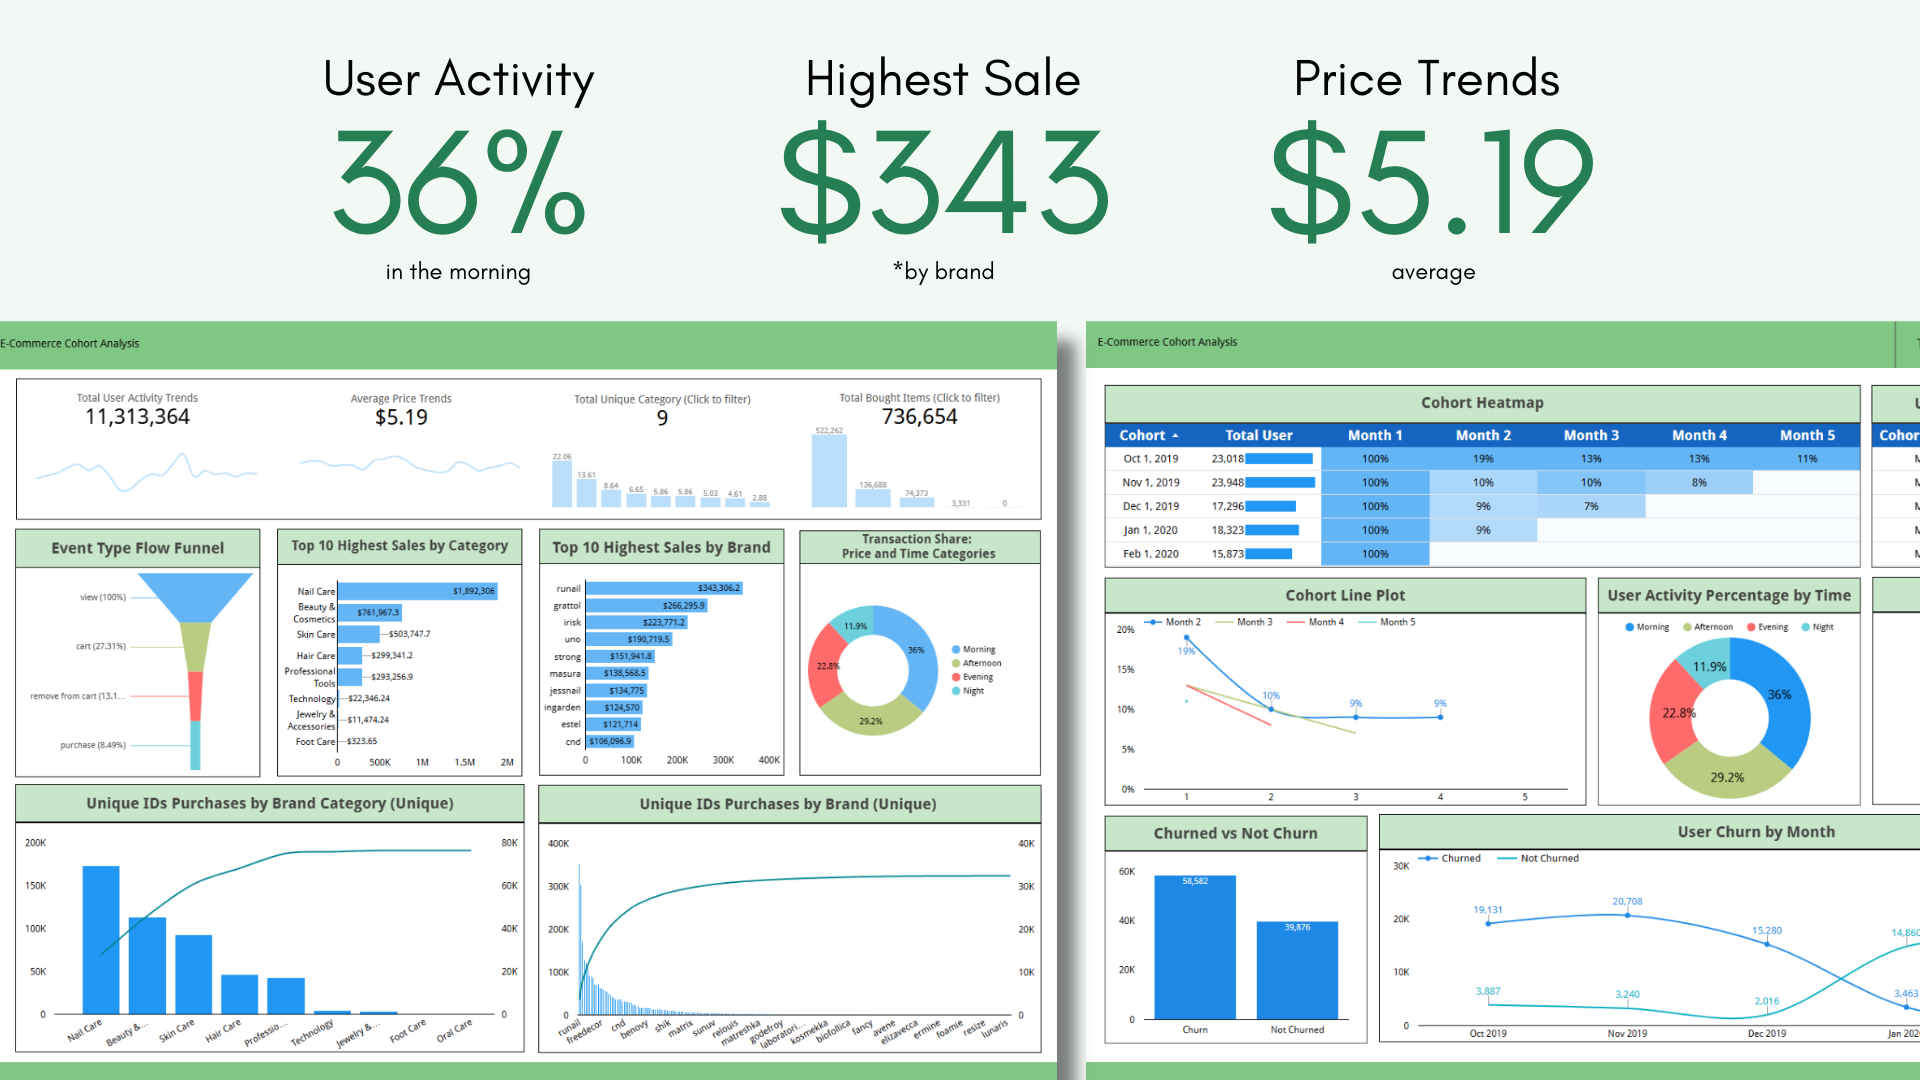 User Activity
36%
in the morning
Highest Sale
$343
*by brand
Price Trends
$5.19
average
E-Commerce Cohort Analysis
Total User Activity Trends
11,313,364
Average Price Trends
$5.19
Total Unique Category (Click to filter)
9
22.06
13.61
8.64
6.65
5.86
5.86
5.03
4.61
2.88
Total Bought Items (Click to filter)
736,654
522,262
136,688
74,373
3,331
0
Event Type Flow Funnel
view (100%)
cart (27.31%)
remove from cart (13.1...
purchase (8.49%)
Top 10 Highest Sales by Category
Nail Care $1,892,306
Beauty &
Cosmetics $761,967.3
Skin Care $503,747.7
Hair Care $299,341.2
Professional
Tools $293,256.9
Technology $22,346.24
Jewelry &
Accessories $11,474.24
Foot Care $323.65
0 500K 1M 1.5M 2M
Top 10 Highest Sales by Brand
runail $343,306.2
grattol $266,295.9
irisk $223,771.2
uno $190,719.5
strong $151,941.8
masura $138,568.5
jessnail $134,775
ingarden $124,570
estel $121,714
cnd $106,096.9
0 100K 200K 300K 400K
Transaction Share:
Price and Time Categories
11.9%
36%
22.8%
29.2%
Morning
Afternoon
Evening
Night
Unique IDs Purchases by Brand Category (Unique)
200K 80K
150K 60K
100K 40K
50K 20K
0 0
Nail Care Beauty &... Skin Care Hair Care Professio... Technology Jewelry &... Foot Care Oral Care
Unique IDs Purchases by Brand (Unique)
400K 40K
300K 30K
200K 20K
100K 10K
0 0
runail freedecor cnd benovy shik matrix sunuv relouis matreshka godefroy laboratori... kosmekka biofollica fancy avene elizavecca ermine foamie resize lunaris
E-Commerce Cohort Analysis
Cohort Heatmap
Cohort Total User Month 1 Month 2 Month 3 Month 4 Month 5
Oct 1, 2019 23,018 100% 19% 13% 13% 11%
Nov 1, 2019 23,948 100% 10% 10% 8%
Dec 1, 2019 17,296 100% 9% 7%
Jan 1, 2020 18,323 100% 9%
Feb 1, 2020 15,873 100%
U
Cohor
M
M
M
M
M
Cohort Line Plot
Month 2 Month 3 Month 4 Month 5
20%
15%
10%
5%
0%
19%
10%
9%
9%
1 2 3 4 5
User Activity Percentage by Time
Morning Afternoon Evening Night
11.9%
36%
22.8%
29.2%
Churned vs Not Churn
60K
40K
20K
0
58,582
39,876
Churn Not Churned
User Churn by Month
Churned Not Churned
30K
20K
10K
0
19,131
20,708
15,280
14,860
3,887
3,240
2,016
3,463
Oct 2019 Nov 2019 Dec 2019 Jan 202